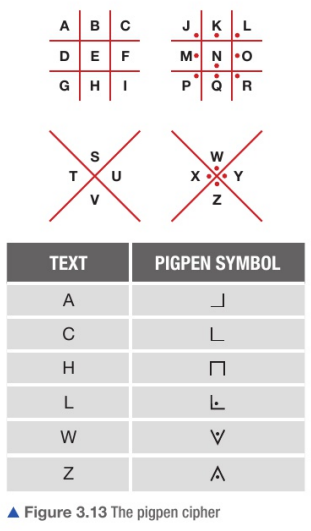 A B C J K L
D E F M N O
G H I P Q R
S W
T U X Y
V Z
TEXT PIGPEN SYMBOL
A
C
H
L
W
Z
▲ Figure 3.13 The pigpen cipher